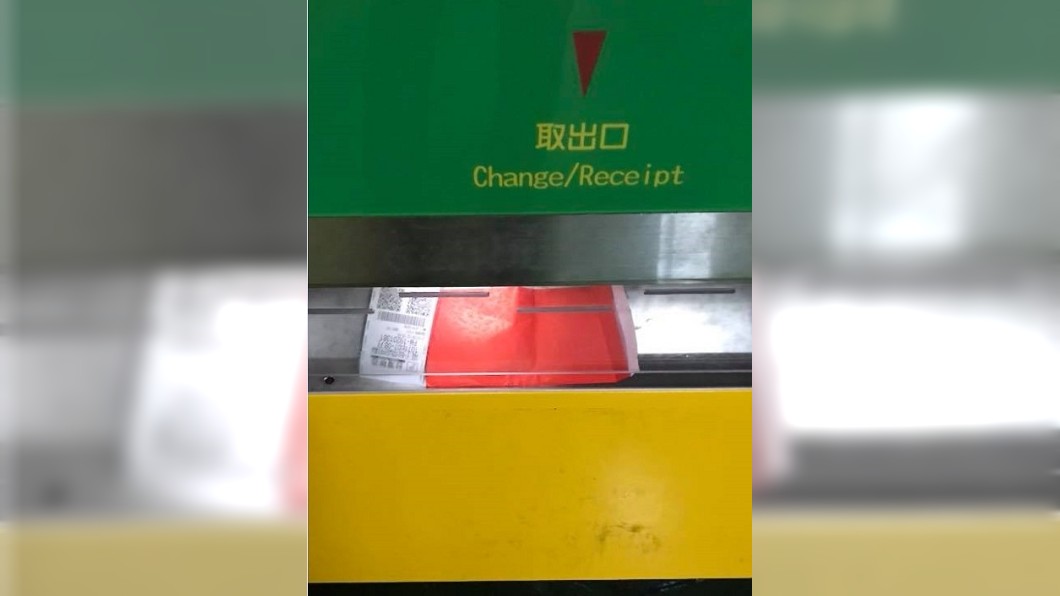 取出口
Change/Receipt